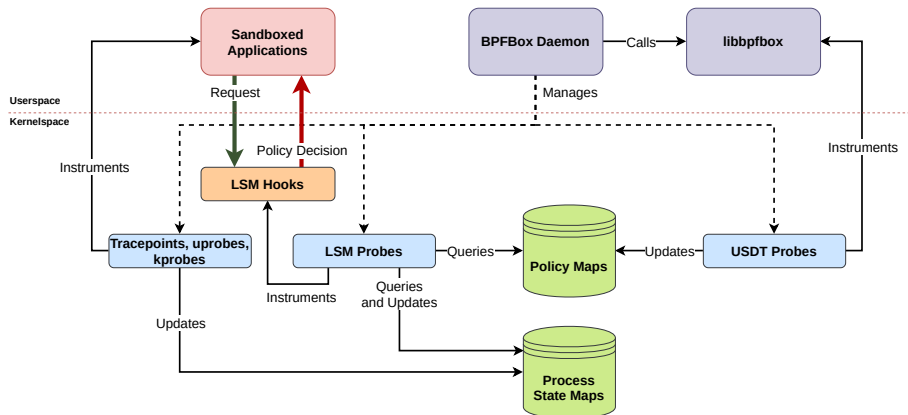 Sandboxed
Applications
BPFBox Daemon
Calls
libbpfbox
Request
Manages
Userspace
Kernelspace
Policy Decision
Instruments
Instruments
LSM Hooks
Tracepoints, uprobes,
kprobes
LSM Probes
Queries
Policy Maps
Updates
USDT Probes
Instruments
Queries
and Updates
Updates
Process
State Maps